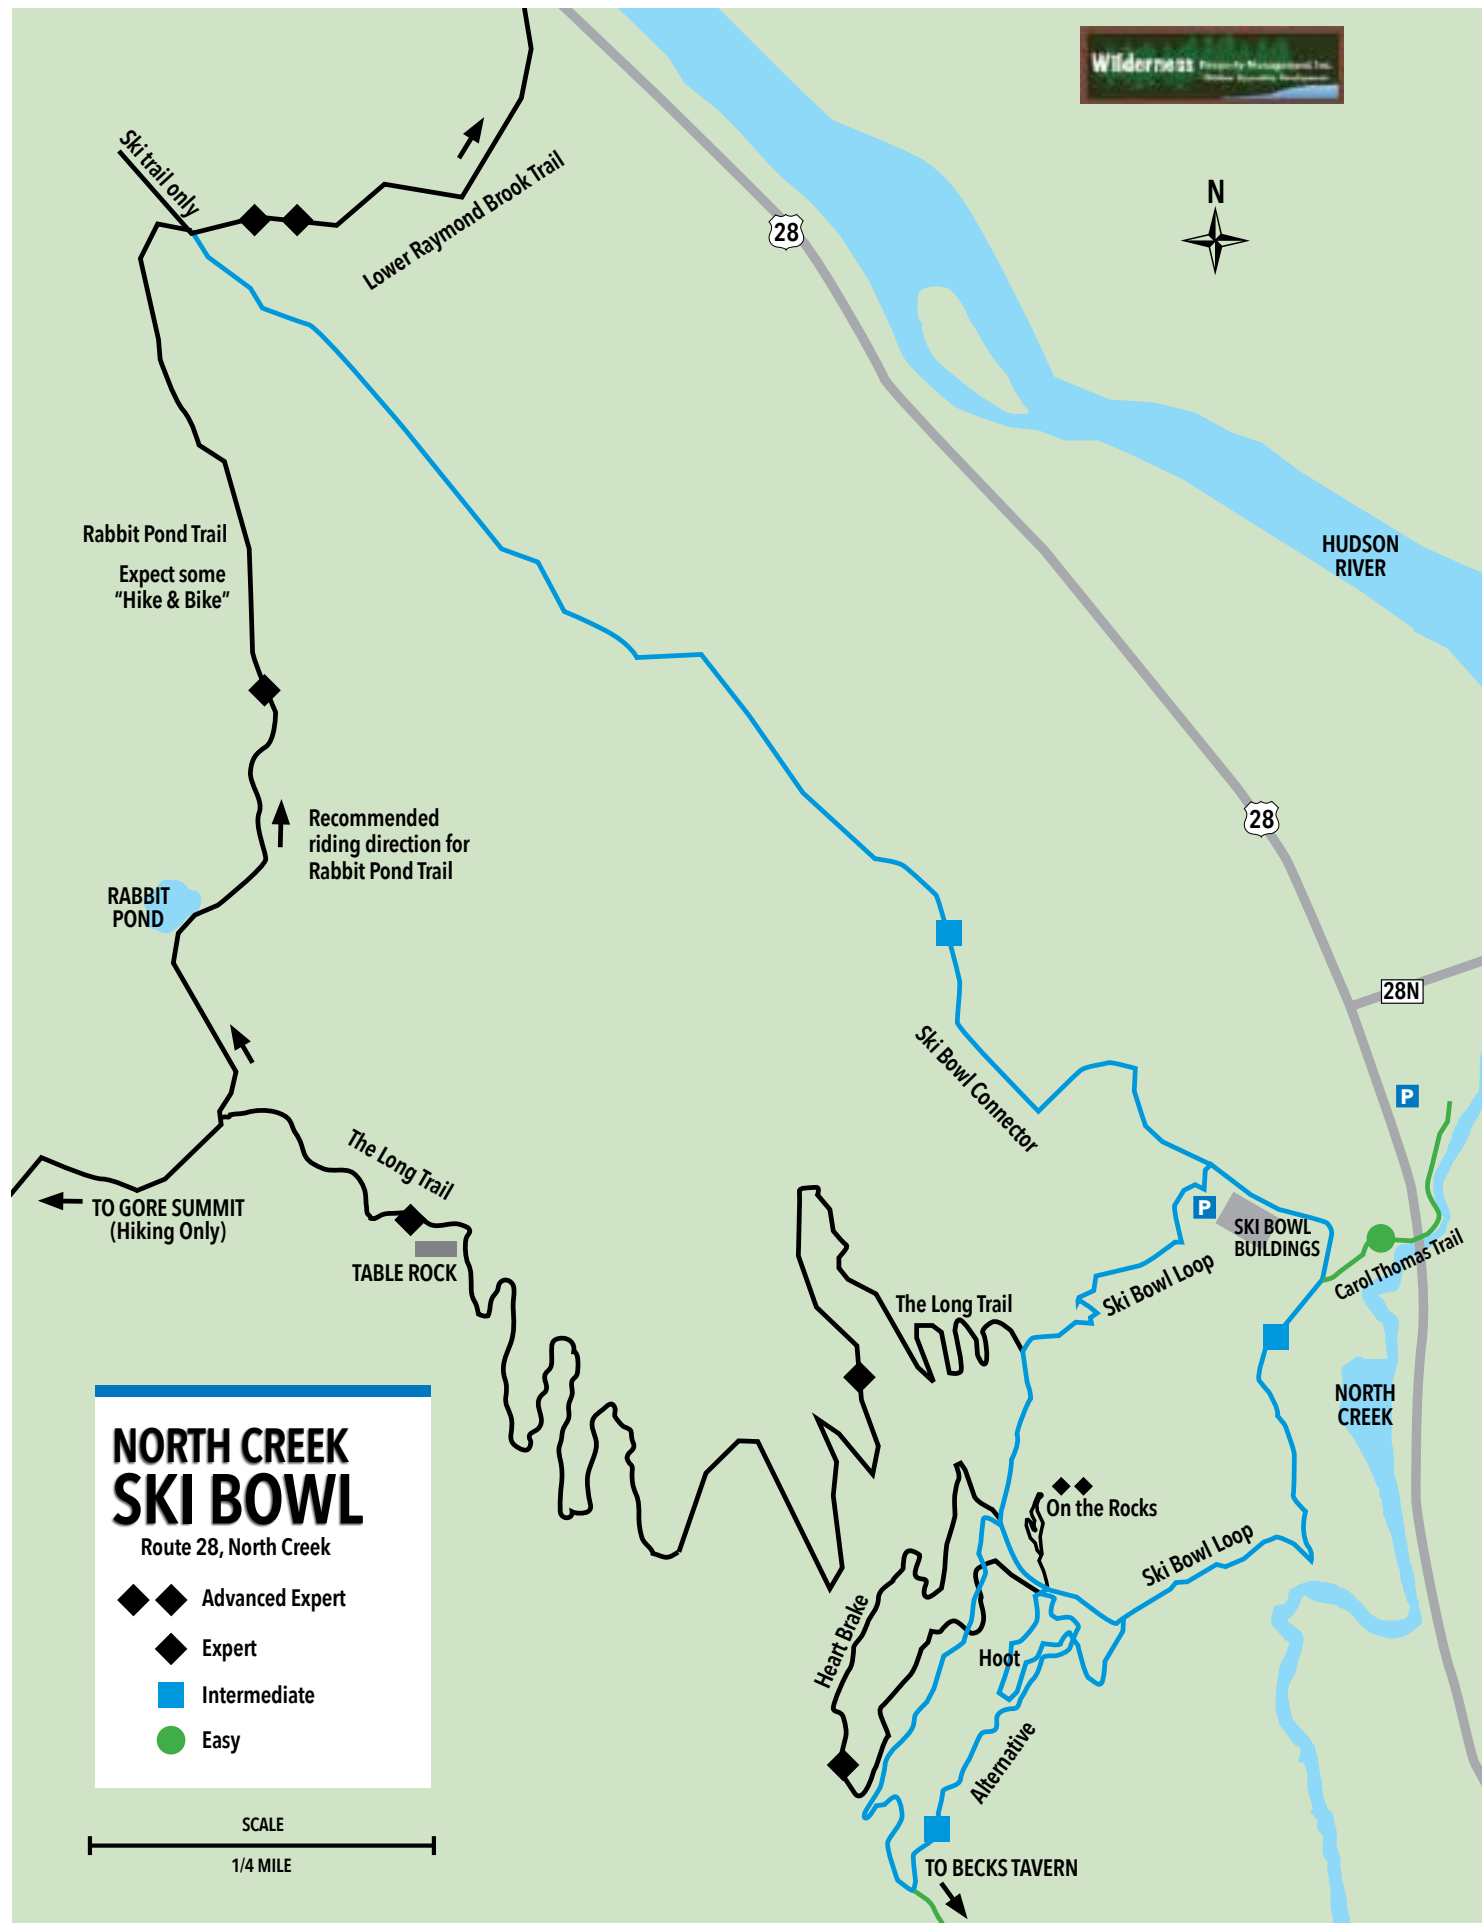 Wilderness Property Management Inc.
N
Ski trail only
Lower Raymond Brook Trail
28
Rabbit Pond Trail
Expect some
“Hike & Bike”
HUDSON
RIVER
Recommended
riding direction for
Rabbit Pond Trail
28
RABBIT
POND
28N
Ski Bowl Connector
P
The Long Trail
TO GORE SUMMIT
(Hiking Only)
P
SKI BOWL
BUILDINGS
Carol Thomas Trail
TABLE ROCK
Ski Bowl Loop
The Long Trail
NORTH
CREEK
NORTH CREEK
SKI BOWL
Route 28, North Creek
Advanced Expert
Expert
Intermediate
Easy
On the Rocks
Ski Bowl Loop
Heart Brake
Hoot
Alternative
SCALE
1/4 MILE
TO BECKS TAVERN